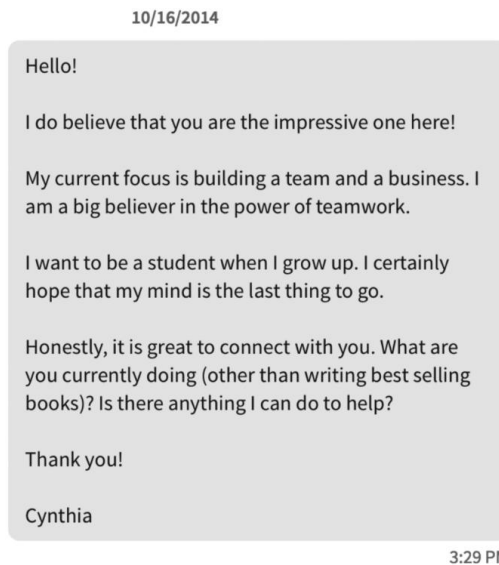 10/16/2014
Hello!
I do believe that you are the impressive one here!
My current focus is building a team and a business. I
am a big believer in the power of teamwork.
I want to be a student when I grow up. I certainly
hope that my mind is the last thing to go.
Honestly, it is great to connect with you. What are
you currently doing (other than writing best selling
books)? Is there anything I can do to help?
Thank you!
Cynthia
3:29